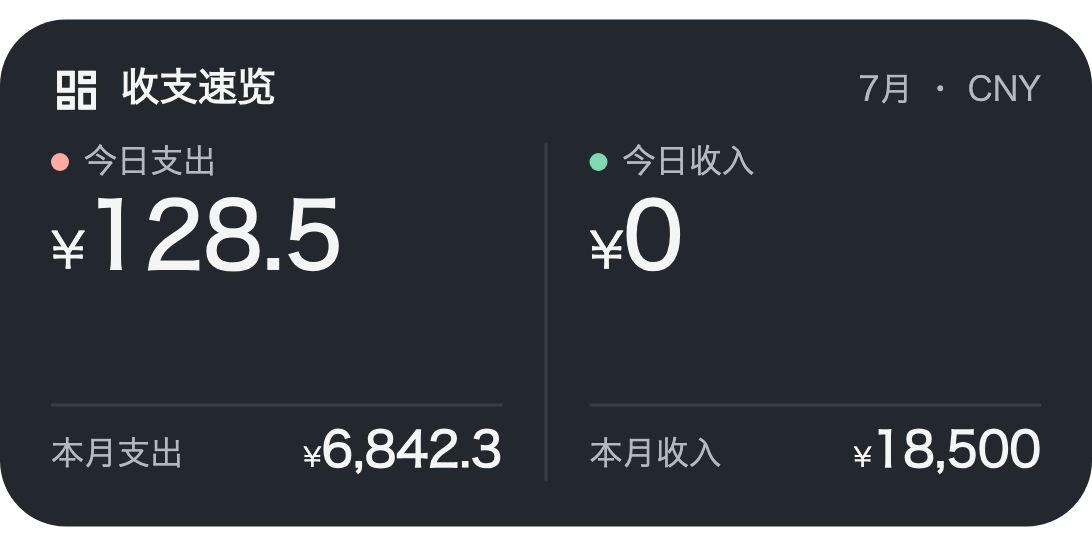 收支速览
7月 · CNY
今日支出
¥128.5
今日收入
¥0
本月支出 ¥6,842.3
本月收入 ¥18,500